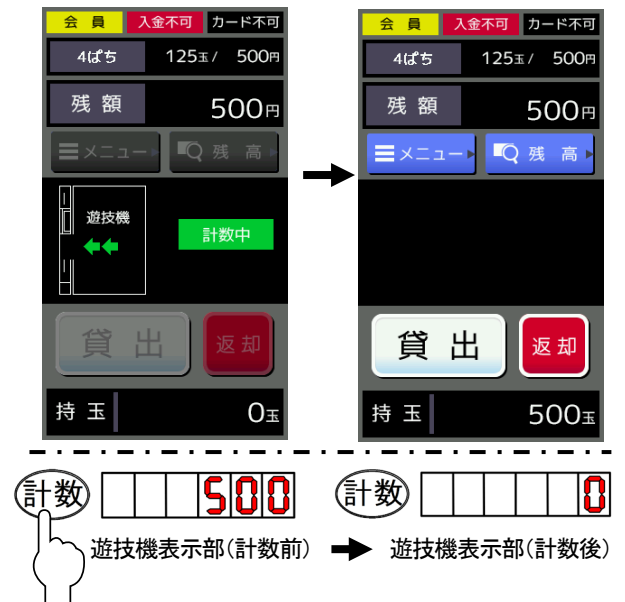 会 員 入金不可 カード不可
4ぱち 125玉/ 500円
残 額 500円
メニュー 残 高
遊技機
計数中
貸 出 返却
持 玉 0玉
会 員 入金不可 カード不可
4ぱち 125玉/ 500円
残 額 500円
メニュー 残 高
貸 出 返却
持 玉 500玉
計数 500
計数 0
遊技機表示部(計数前) 遊技機表示部(計数後)